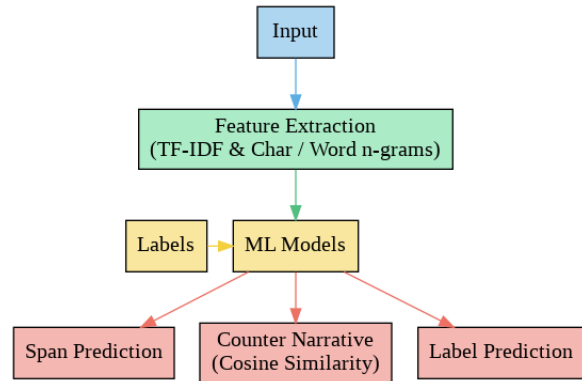 Input
Feature Extraction
(TF-IDF & Char / Word n-grams)
Labels
ML Models
Span Prediction
Counter Narrative
(Cosine Similarity)
Label Prediction